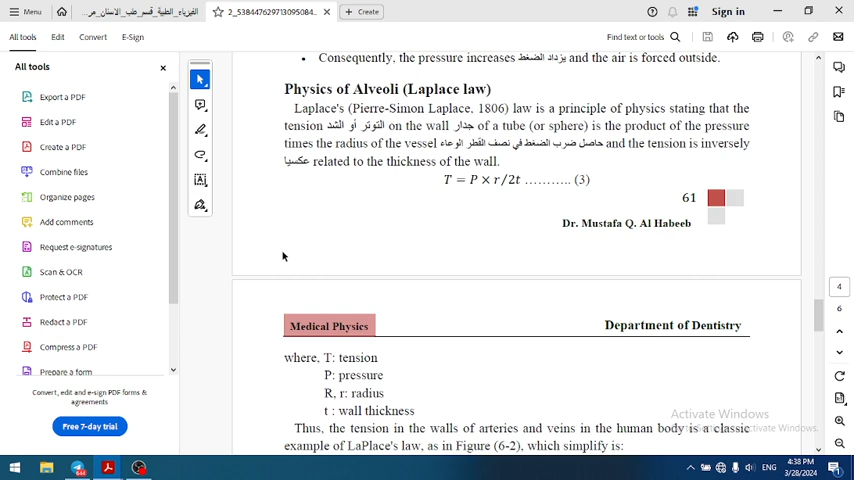 Menu
الفيزياء_الطبية_قسم_طب_الاسنان_مر...
2_538447629713095084...
Create
Sign in
All tools
Edit
Convert
E-Sign
Find text or tools
All tools
Export a PDF
Edit a PDF
Create a PDF
Combine files
Organize pages
Add comments
Request e-signatures
Scan & OCR
Protect a PDF
Redact a PDF
Compress a PDF
Prepare a form
Convert, edit and e-sign PDF forms & agreements
Free 7-day trial
• Consequently, the pressure increases يزداد الضغط and the air is forced outside.
Physics of Alveoli (Laplace law)
Laplace's (Pierre-Simon Laplace, 1806) law is a principle of physics stating that the
tension التوتر أو الشد on the wall جدار of a tube (or sphere) is the product of the pressure
times the radius of the vessel حاصل ضرب الضغط في نصف القطر الوعاء and the tension is inversely
عكسيا related to the thickness of the wall.
T = P × r/2t ……….. (3)
61
Dr. Mustafa Q. Al Habeeb
Medical Physics
Department of Dentistry
where, T: tension
P: pressure
R, r: radius
t : wall thickness
Thus, the tension in the walls of arteries and veins in the human body is a classic
example of LaPlace's law, as in Figure (6-2), which simplify is:
Activate Windows
4
6
ENG
4:38 PM
3/28/2024